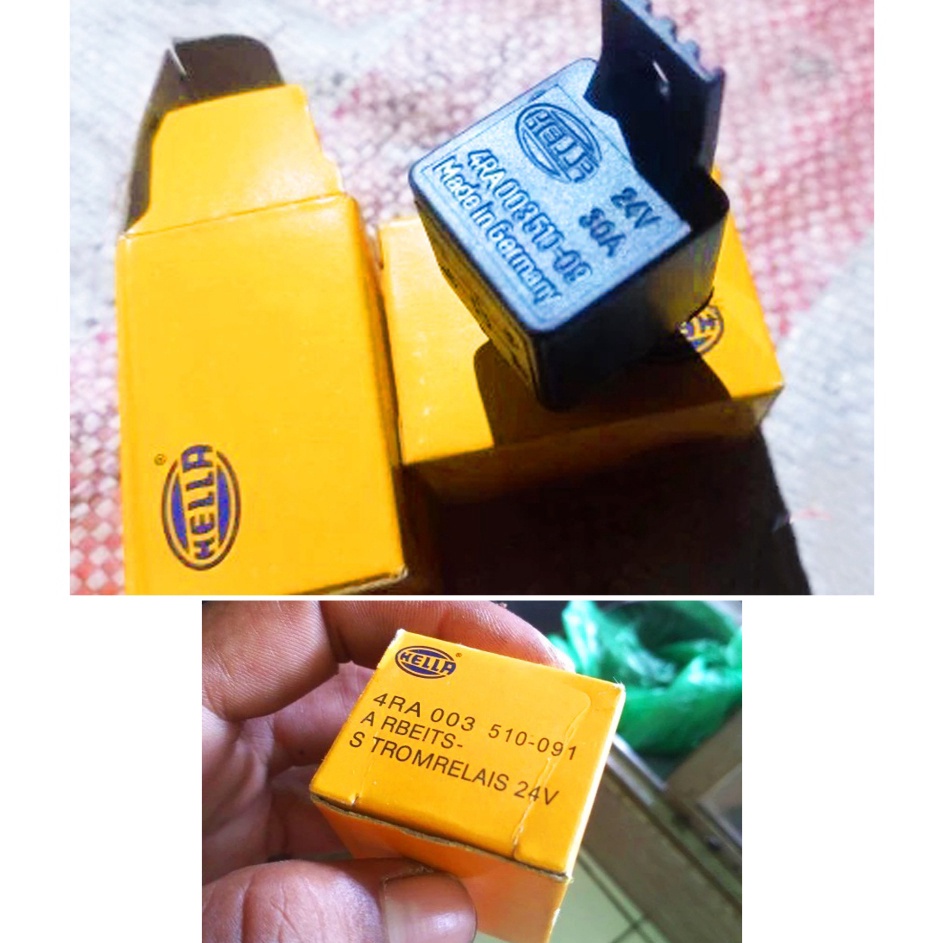 HELLA
4RA 003 510-09
Made in Germany
24V
30A
HELLA
HELLA
HELLA
4RA 003 510-091
A RBEITS-
S TROMRELAIS 24V